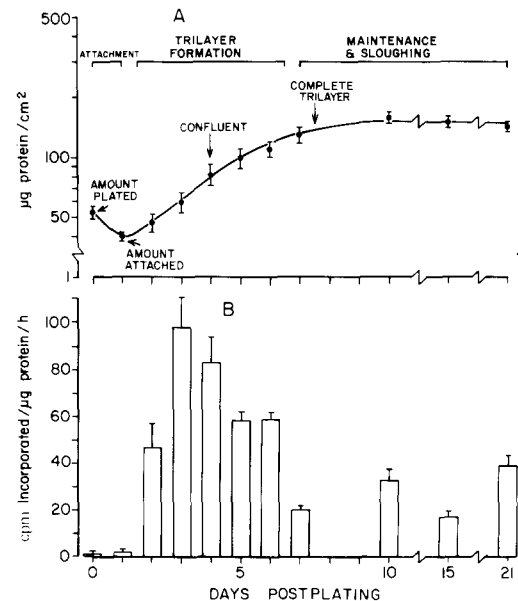 A
500
100
50
1
µg protein/cm²
ATTACHMENT
TRILAYER
FORMATION
MAINTENANCE
& SLOUGHING
COMPLETE
TRILAYER
CONFLUENT
AMOUNT
PLATED
AMOUNT
ATTACHED
B
100
80
60
40
20
0
cpm Incorporated/µg protein/h
0
5
10
15
21
DAYS POSTPLATING